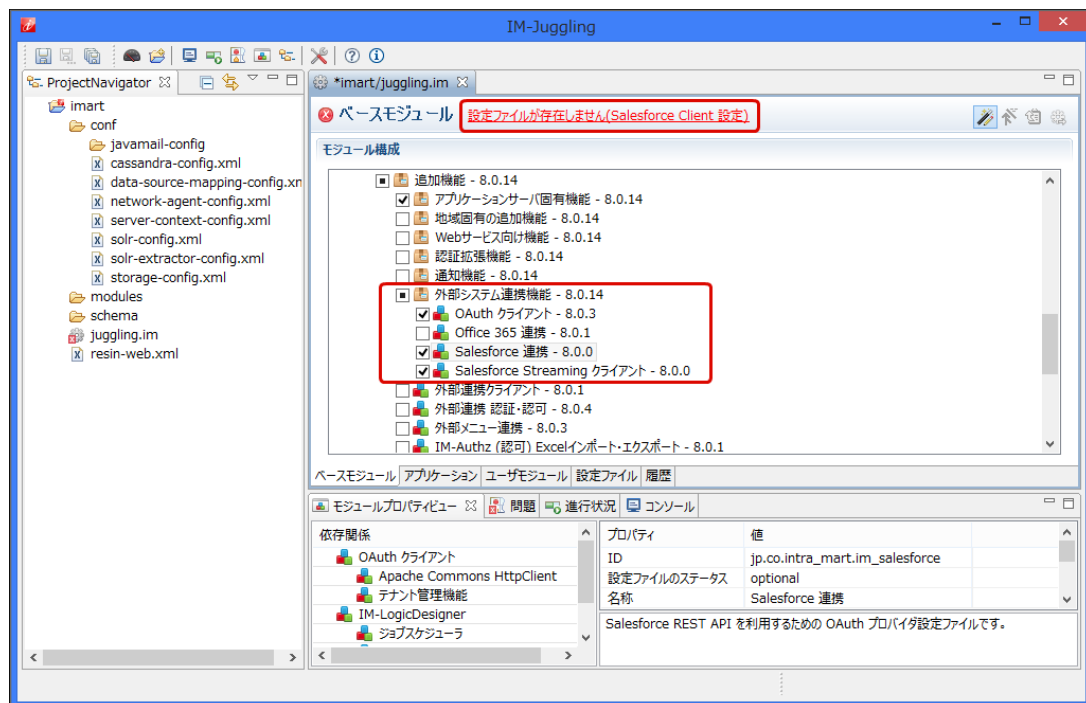 IM-Juggling
ProjectNavigator
imart
conf
javamail-config
cassandra-config.xml
data-source-mapping-config.xn
network-agent-config.xml
server-context-config.xml
solr-config.xml
solr-extractor-config.xml
storage-config.xml
modules
schema
juggling.im
resin-web.xml
*imart/juggling.im
ベースモジュール 設定ファイルが存在しません(Salesforce Client 設定)
モジュール構成
追加機能 - 8.0.14
アプリケーションサーバ固有機能 - 8.0.14
地域固有の追加機能 - 8.0.14
Webサービス向け機能 - 8.0.14
認証拡張機能 - 8.0.14
通知機能 - 8.0.14
外部システム連携機能 - 8.0.14
OAuth クライアント - 8.0.3
Office 365 連携 - 8.0.1
Salesforce 連携 - 8.0.0
Salesforce Streaming クライアント - 8.0.0
外部連携クライアント - 8.0.1
外部連携 認証・認可 - 8.0.4
外部メニュー連携 - 8.0.3
IM-Authz (認可) Excelインポート・エクスポート - 8.0.1
ベースモジュール アプリケーション ユーザモジュール 設定ファイル 履歴
モジュールプロパティビュー 問題 進行状況 コンソール
依存関係
OAuth クライアント
Apache Commons HttpClient
テナント管理機能
IM-LogicDesigner
ジョブスケジューラ
プロパティ 値
ID jp.co.intra_mart.im_salesforce
設定ファイルのステータス optional
名称 Salesforce 連携
Salesforce REST API を利用するための OAuth プロバイダ設定ファイルです。